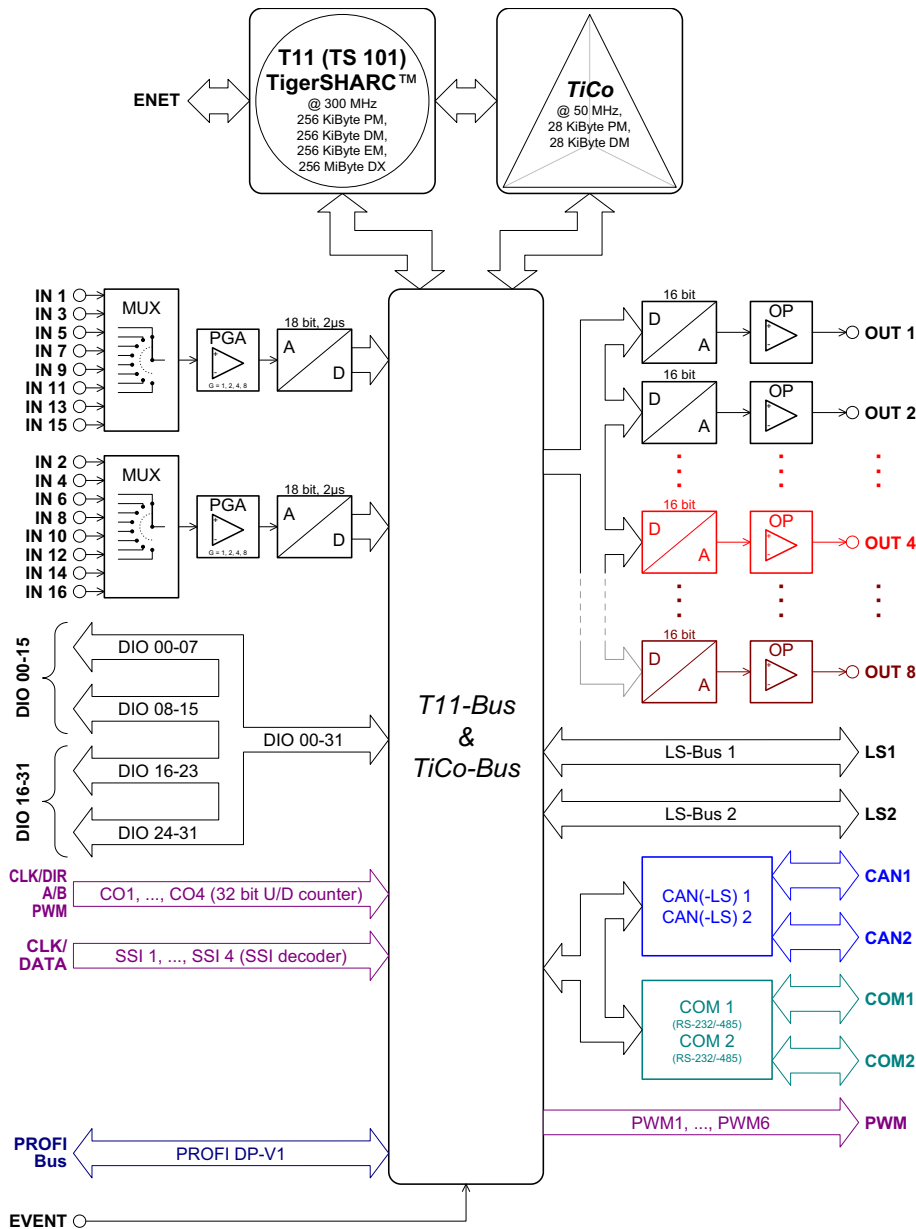 T11 (TS 101)
TigerSHARC™
@ 300 MHz
256 KiByte PM,
256 KiByte DM,
256 KiByte EM,
256 MiByte DX
ENET
TiCo
@ 50 MHz,
28 KiByte PM,
28 KiByte DM
IN 1
IN 3
IN 5
IN 7
IN 9
IN 11
IN 13
IN 15
MUX
PGA
+
-
G = 1, 2, 4, 8
18 bit, 2µs
A
D
IN 2
IN 4
IN 6
IN 8
IN 10
IN 12
IN 14
IN 16
MUX
PGA
+
-
G = 1, 2, 4, 8
18 bit, 2µs
A
D
DIO 00-15
DIO 16-31
DIO 00-07
DIO 08-15
DIO 16-23
DIO 24-31
DIO 00-31
CLK/DIR
A/B
PWM
CO1, ..., CO4 (32 bit U/D counter)
CLK/
DATA
SSI 1, ..., SSI 4 (SSI decoder)
PROFI
Bus
PROFI DP-V1
EVENT
T11-Bus
&
TiCo-Bus
16 bit
D
A
OP
+
-
OUT 1
16 bit
D
A
OP
+
-
OUT 2
16 bit
D
A
OP
+
-
OUT 4
16 bit
D
A
OP
+
-
OUT 8
LS-Bus 1
LS1
LS-Bus 2
LS2
CAN(-LS) 1
CAN(-LS) 2
CAN1
CAN2
COM 1
(RS-232/-485)
COM 2
(RS-232/-485)
COM1
COM2
PWM1, ..., PWM6
PWM